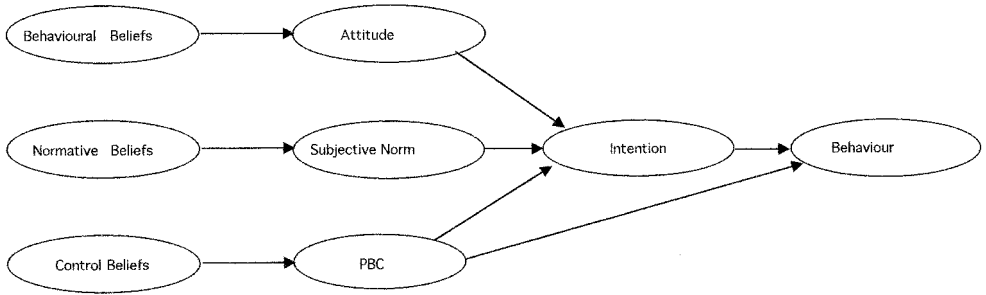 Behavioural Beliefs
Attitude
Normative Beliefs
Subjective Norm
Intention
Behaviour
Control Beliefs
PBC